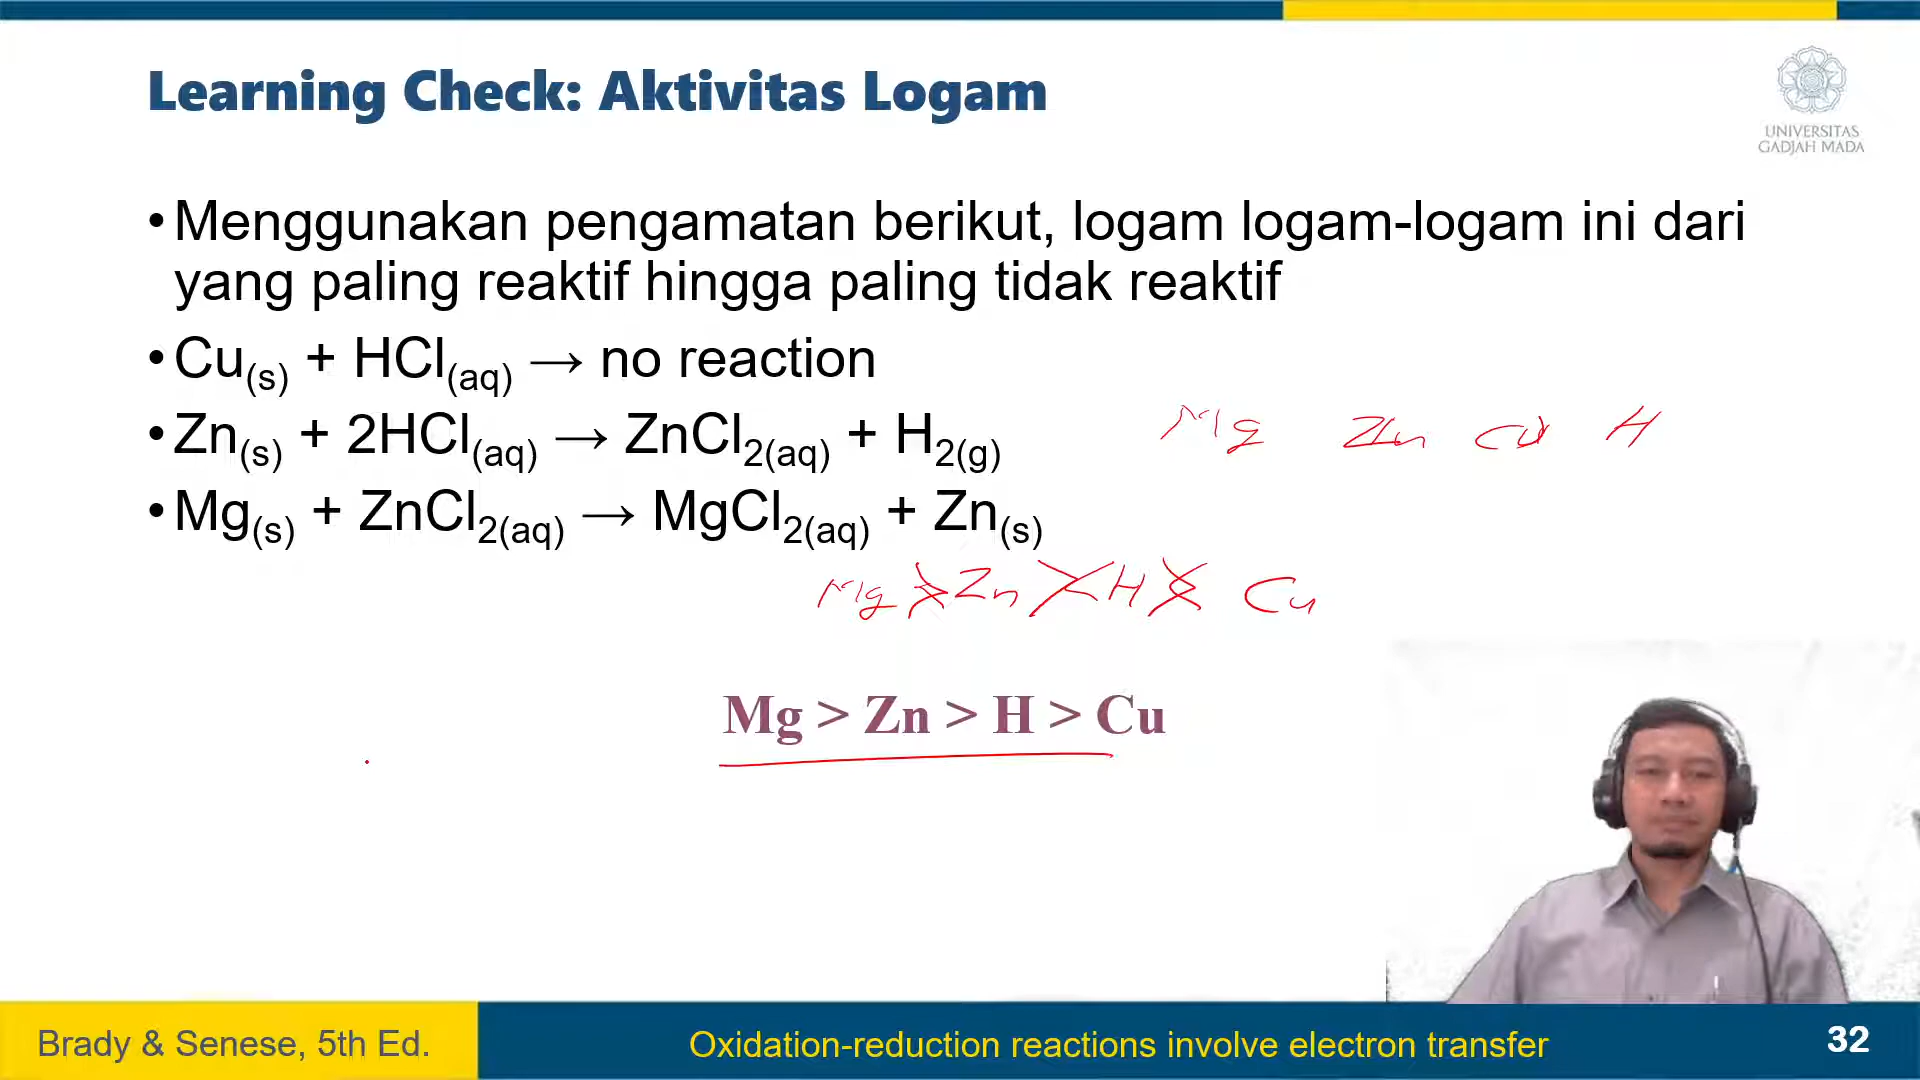 Learning Check: Aktivitas Logam
UNIVERSITAS
GADJAH MADA
•Menggunakan pengamatan berikut, logam logam-logam ini dari
yang paling reaktif hingga paling tidak reaktif
•Cu(s) + HCl(aq) → no reaction
•Zn(s) + 2HCl(aq) → ZnCl2(aq) + H2(g)
Mg Zn Cu H
•Mg(s) + ZnCl2(aq) → MgCl2(aq) + Zn(s)
Mg > Zn > H > Cu
Mg > Zn > H > Cu
Brady & Senese, 5th Ed.
Oxidation-reduction reactions involve electron transfer
32